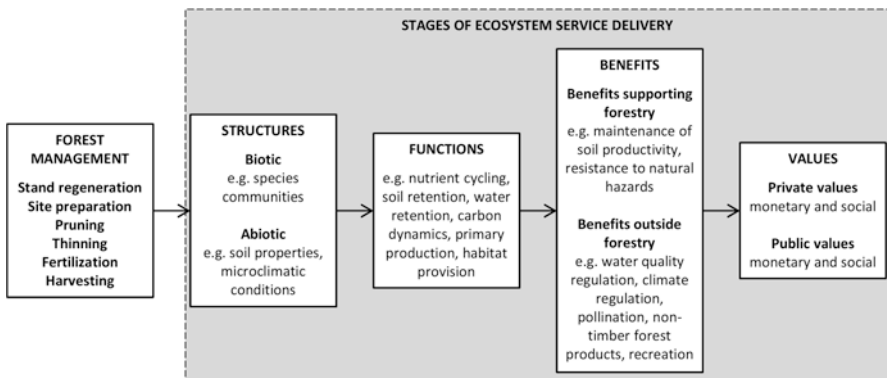 STAGES OF ECOSYSTEM SERVICE DELIVERY
FOREST
MANAGEMENT
Stand regeneration
Site preparation
Pruning
Thinning
Fertilization
Harvesting
STRUCTURES
Biotic
e.g. species
communities
Abiotic
e.g. soil properties,
microclimatic
conditions
FUNCTIONS
e.g. nutrient cycling,
soil retention, water
retention, carbon
dynamics, primary
production, habitat
provision
BENEFITS
Benefits supporting
forestry
e.g. maintenance of
soil productivity,
resistance to natural
hazards
Benefits outside
forestry
e.g. water quality
regulation, climate
regulation,
pollination, non-
timber forest
products, recreation
VALUES
Private values
monetary and social
Public values
monetary and social